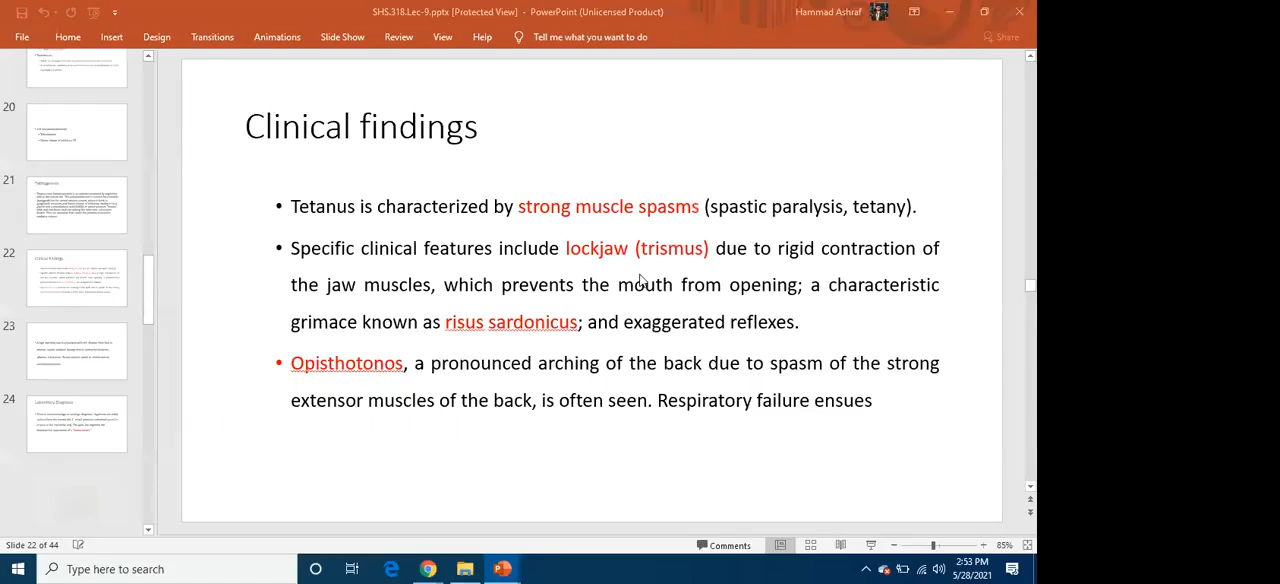 SHS.318.Lec-9.pptx [Protected View] - PowerPoint (Unlicensed Product)
Hammad Ashraf
File Home Insert Design Transitions Animations Slide Show Review View Help Tell me what you want to do Share
20
21
22
23
24
Clinical findings
• Tetanus is characterized by strong muscle spasms (spastic paralysis, tetany).
• Specific clinical features include lockjaw (trismus) due to rigid contraction of
the jaw muscles, which prevents the mouth from opening; a characteristic
grimace known as risus sardonicus; and exaggerated reflexes.
• Opisthotonos, a pronounced arching of the back due to spasm of the strong
extensor muscles of the back, is often seen. Respiratory failure ensues
Slide 22 of 44
Comments
85%
Type here to search
2:53 PM
5/28/2021